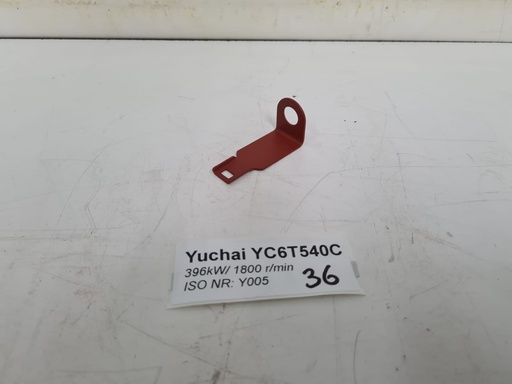 Yuchai YC6T540C
396kW/ 1800 r/min
ISO NR: Y005 36